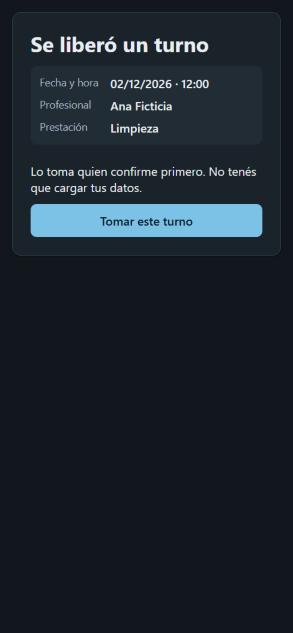 Se liberó un turno
Fecha y hora 02/12/2026 · 12:00
Profesional Ana Ficticia
Prestación Limpieza
Lo toma quien confirme primero. No tenés
que cargar tus datos.
Tomar este turno